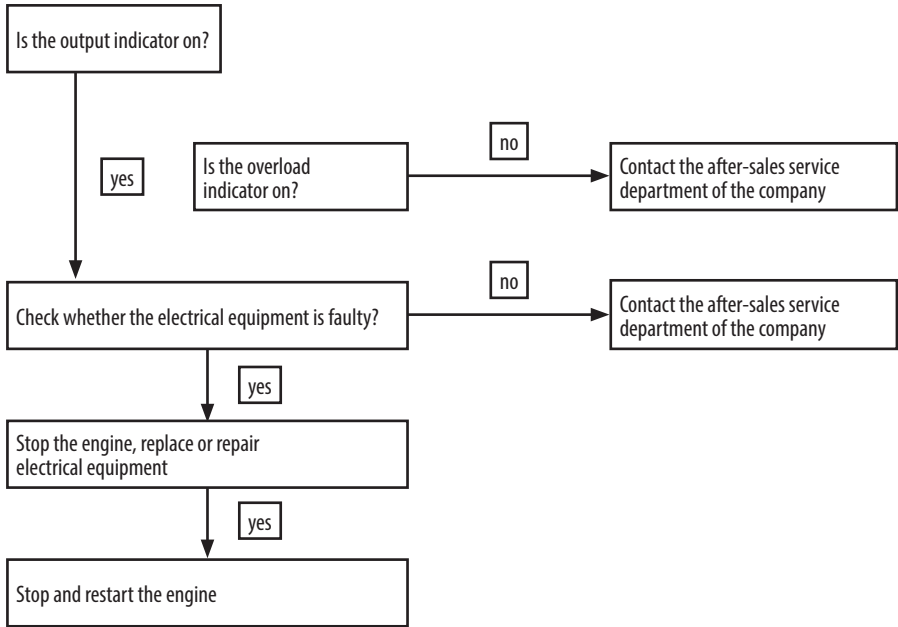 Is the output indicator on?
no
yes
Is the overload
indicator on?
Contact the after-sales service
department of the company
no
Check whether the electrical equipment is faulty?
Contact the after-sales service
department of the company
yes
Stop the engine, replace or repair
electrical equipment
yes
Stop and restart the engine